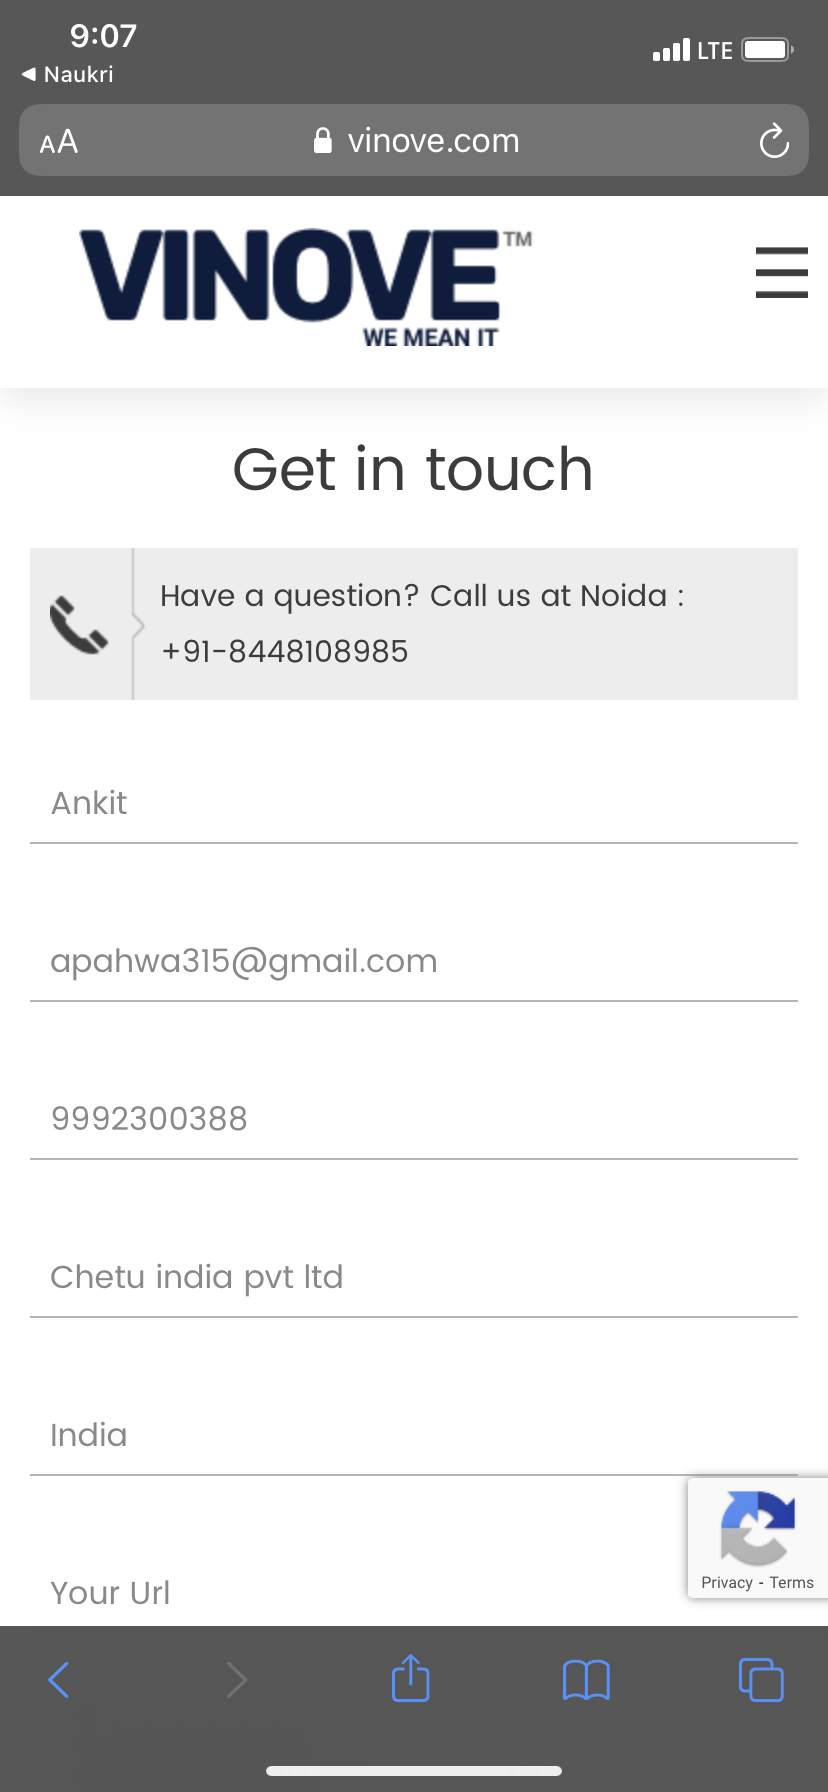 9:07
LTE
◀ Naukri
AA
vinove.com
VINOVE™
WE MEAN IT
Get in touch
Have a question? Call us at Noida :
+91-8448108985
Ankit
apahwa315@gmail.com
9992300388
Chetu india pvt ltd
India
Your Url
Privacy - Terms